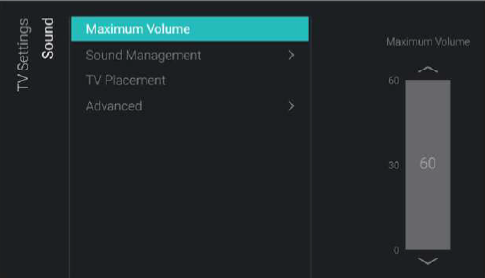 TV Settings
Sound
Maximum Volume
Sound Management
TV Placement
Advanced
Maximum Volume
60
30
60
0